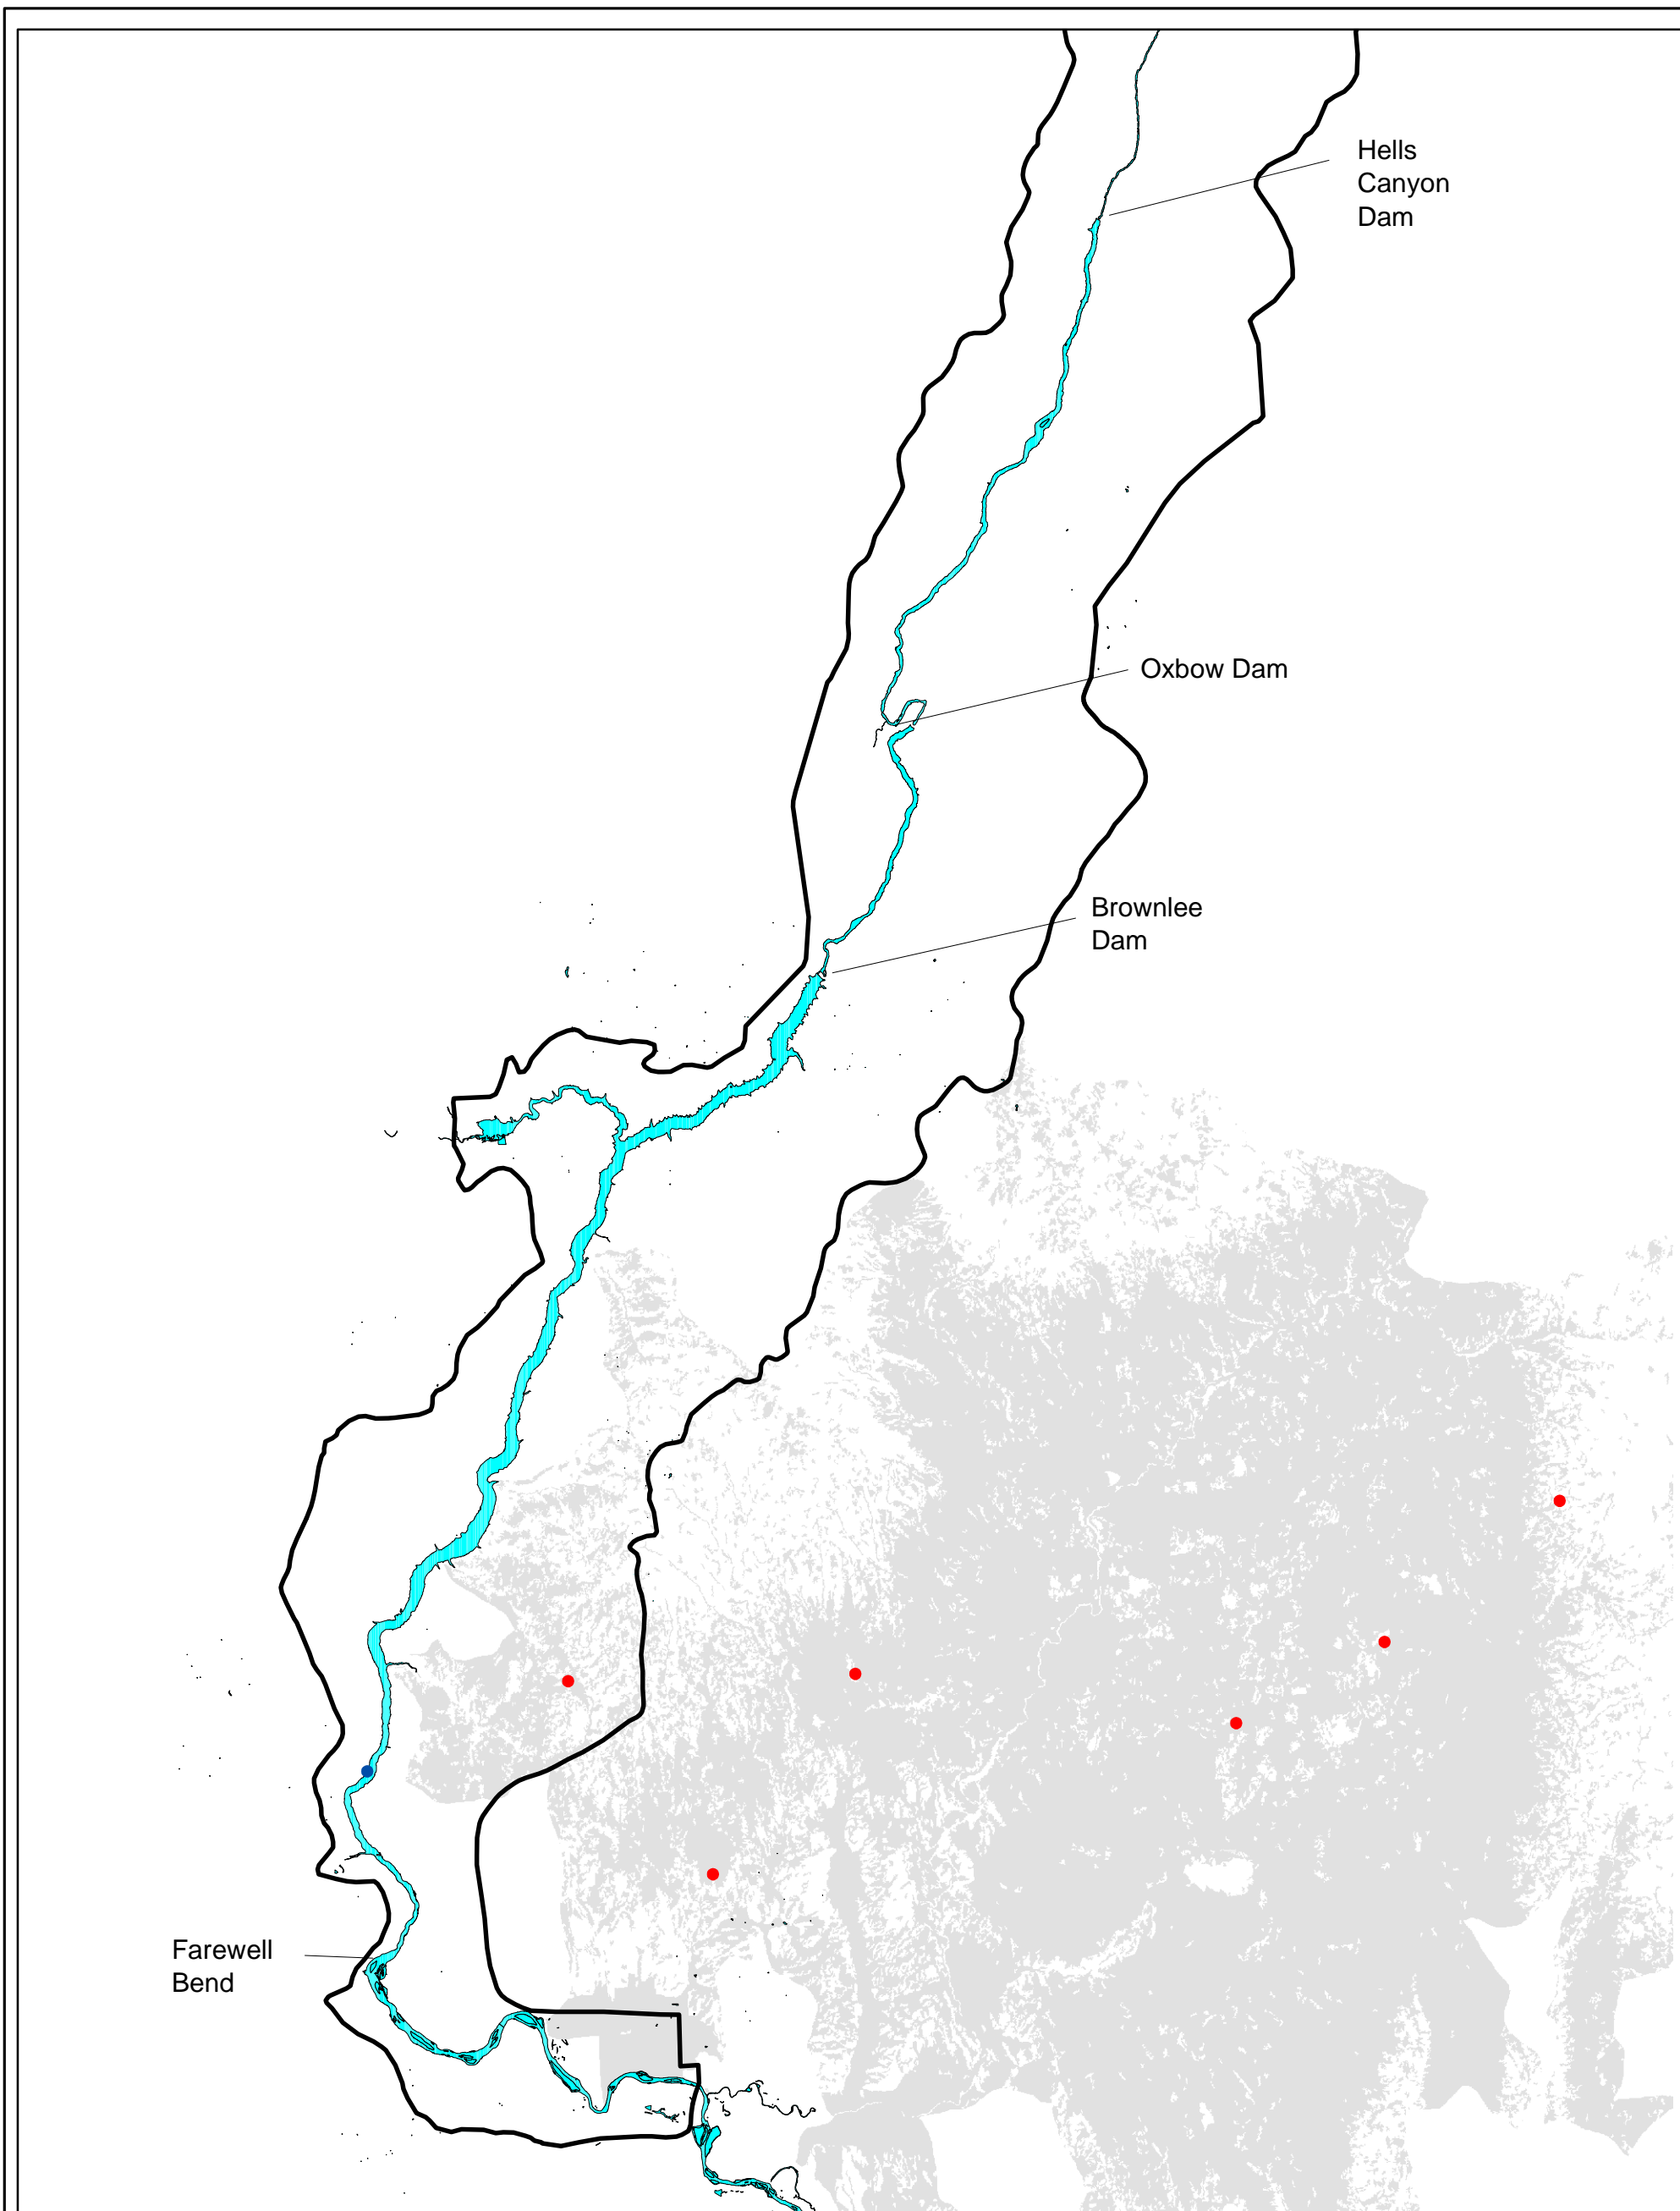 Hells
Canyon
Dam
Oxbow Dam
Brownlee
Dam
Farewell
Bend